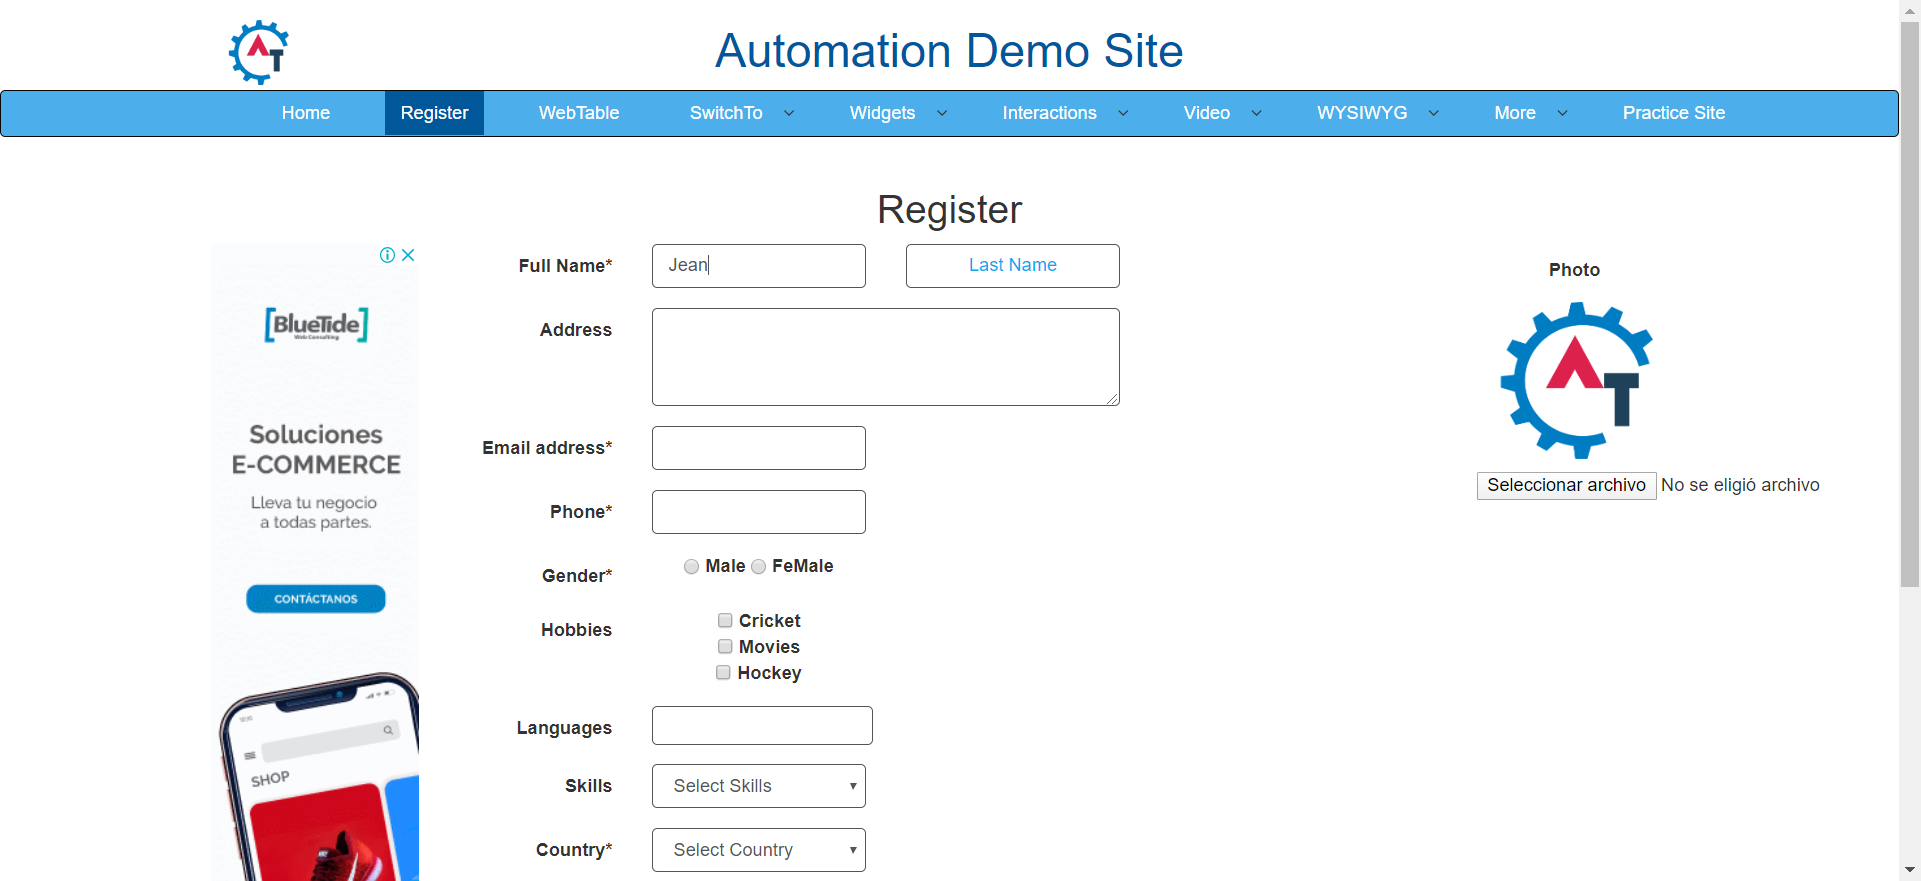 Automation Demo Site
Home Register WebTable SwitchTo Widgets Interactions Video WYSIWYG More Practice Site
Register
Full Name* Jean Last Name
Address
Email address*
Phone*
Gender* Male FeMale
Hobbies Cricket
Movies
Hockey
Languages
Skills Select Skills
Country* Select Country
Photo
AT
Seleccionar archivo No se eligió archivo
[BlueTide]
Web Consulting
Soluciones
E-COMMERCE
Lleva tu negocio
a todas partes.
CONTÁCTANOS
SHOP